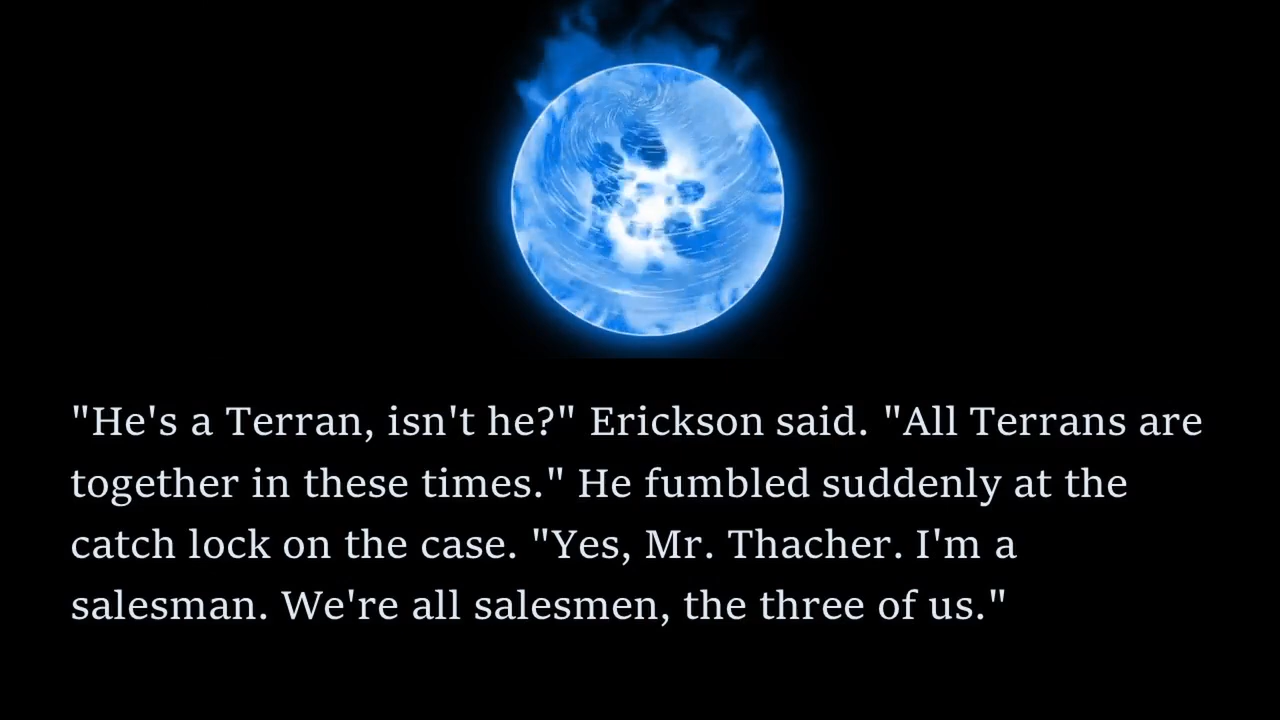 "He's a Terran, isn't he?" Erickson said. "All Terrans are
together in these times." He fumbled suddenly at the
catch lock on the case. "Yes, Mr. Thacher. I'm a
salesman. We're all salesmen, the three of us."